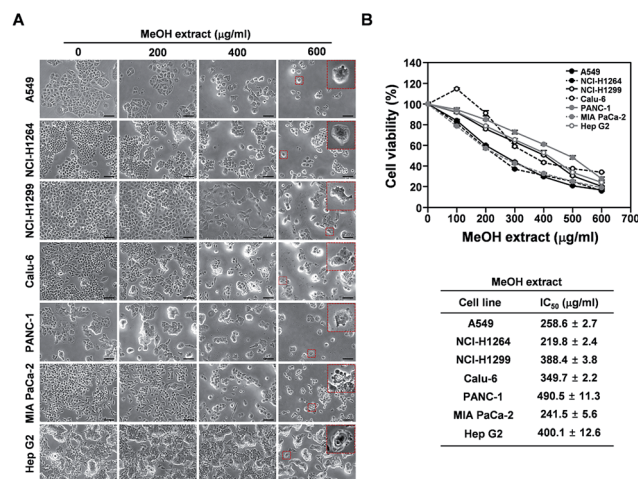 A
MeOH extract (μg/ml)
0 200 400 600
A549
NCI-H1264
NCI-H1299
Calu-6
PANC-1
MIA PaCa-2
Hep G2
B
Cell viability (%)
140
120
100
80
60
40
20
0
0 100 200 300 400 500 600 700
MeOH extract (μg/ml)
A549
NCI-H1264
NCI-H1299
Calu-6
PANC-1
MIA PaCa-2
Hep G2
MeOH extract
Cell line IC50 (μg/ml)
A549 258.6 ± 2.7
NCI-H1264 219.8 ± 2.4
NCI-H1299 388.4 ± 3.8
Calu-6 349.7 ± 2.2
PANC-1 490.5 ± 11.3
MIA PaCa-2 241.5 ± 5.6
Hep G2 400.1 ± 12.6